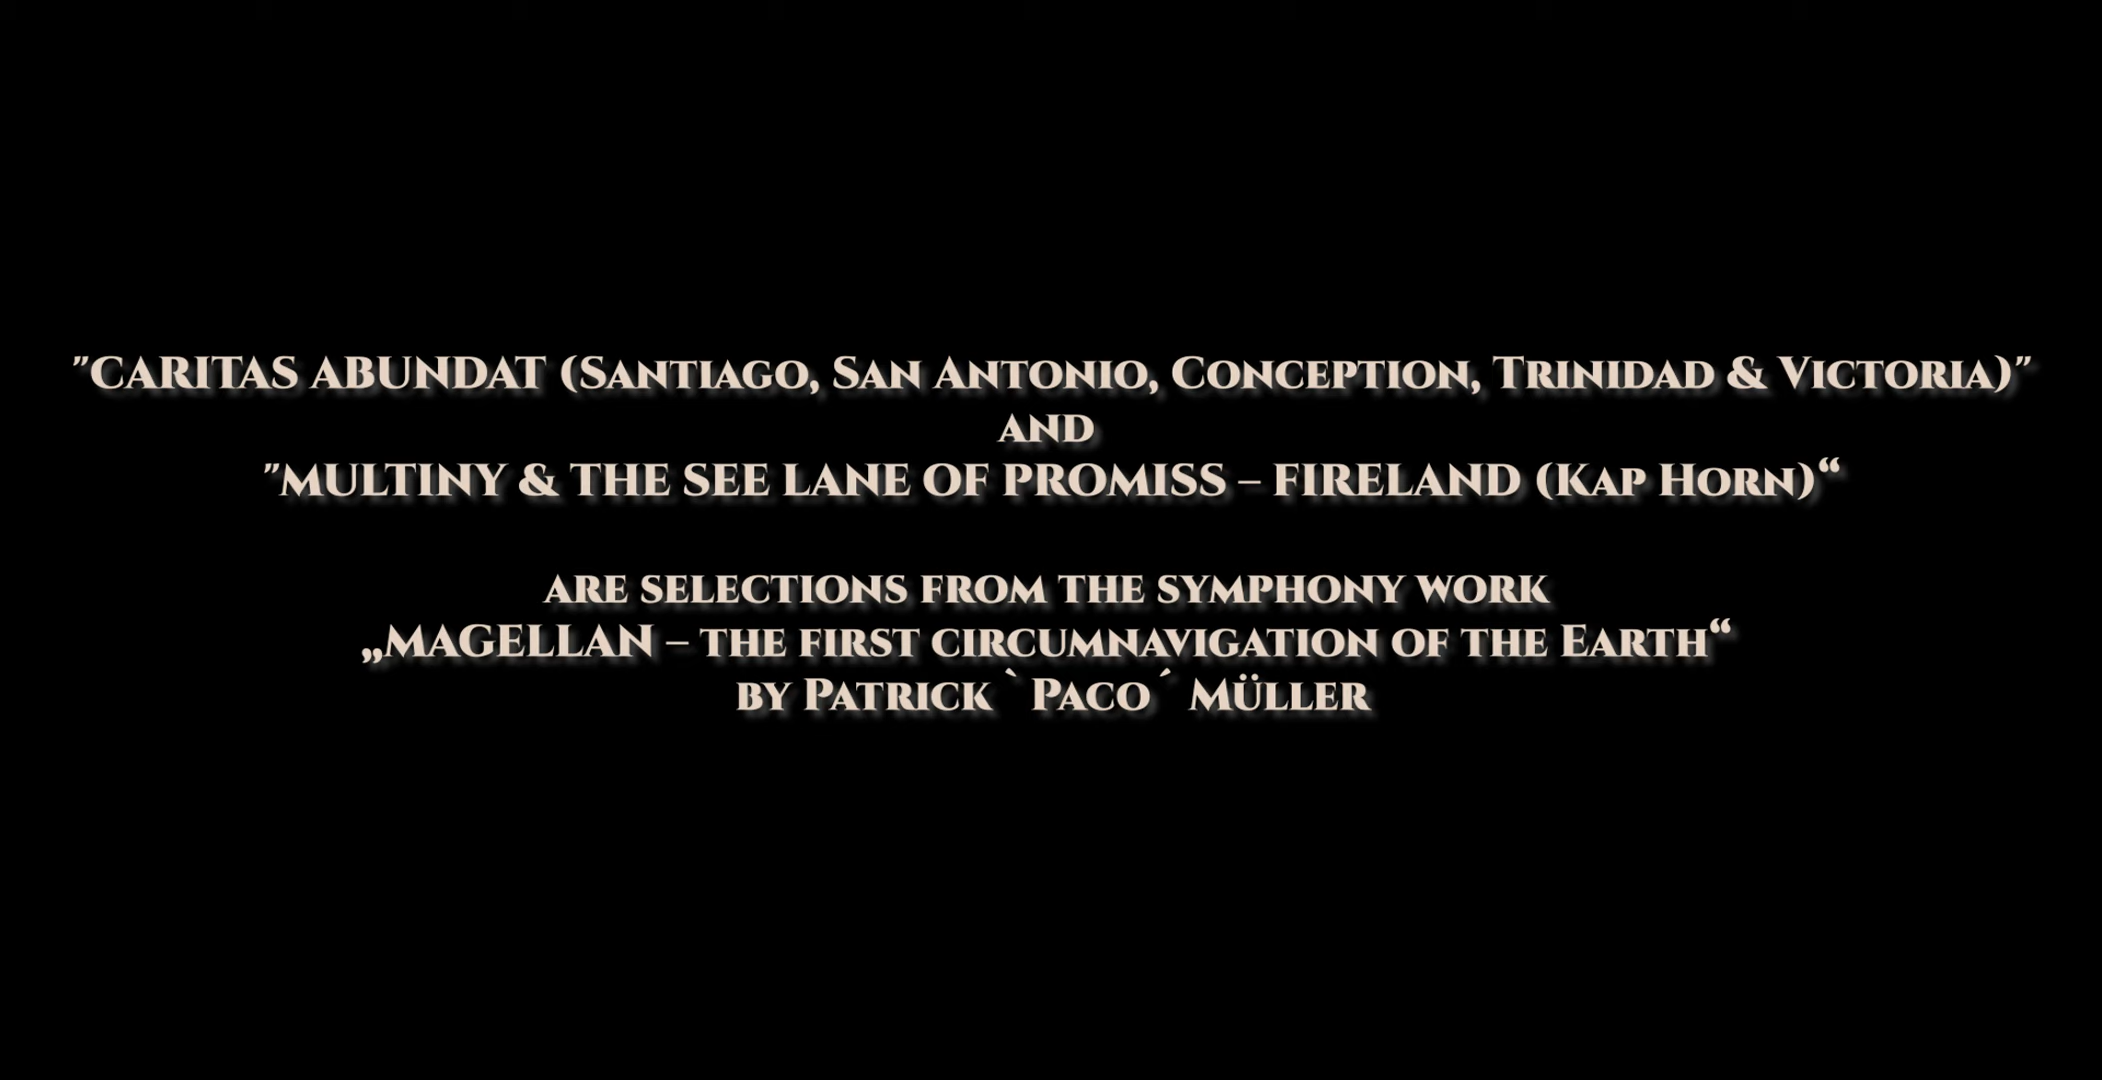 "CARITAS ABUNDAT (Santiago, San Antonio, Conception, Trinidad & Victoria)"
and
"MULTINY & THE SEE LANE OF PROMISS – FIRELAND (Kap Horn)“
are selections from the symphony work
„MAGELLAN – the first circumnavigation of the Earth“
by Patrick `Paco´ Müller